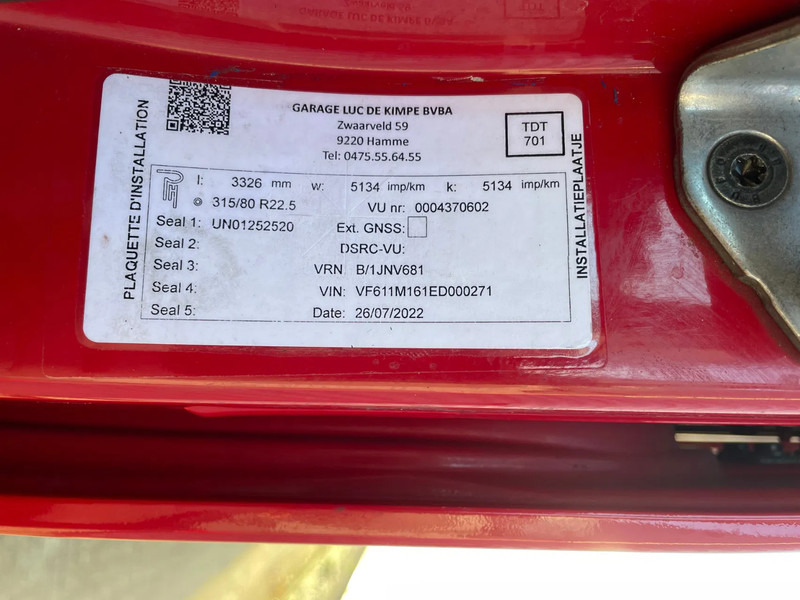 GARAGE LUC DE KIMPE BVBA
Zwaarveld 59
9220 Hamme
Tel: 0475.55.64.55
TDT
701
PLAQUETTE D'INSTALLATION
l: 3326 mm w: 5134 imp/km k: 5134 imp/km
315/80 R22.5 VU nr: 0004370602
Seal 1: UN01252520 Ext. GNSS:
Seal 2: DSRC-VU:
Seal 3: VRN B/1JNV681
Seal 4: VIN: VF611M161ED000271
Seal 5: Date: 26/07/2022
INSTALLATIEPLAATJE